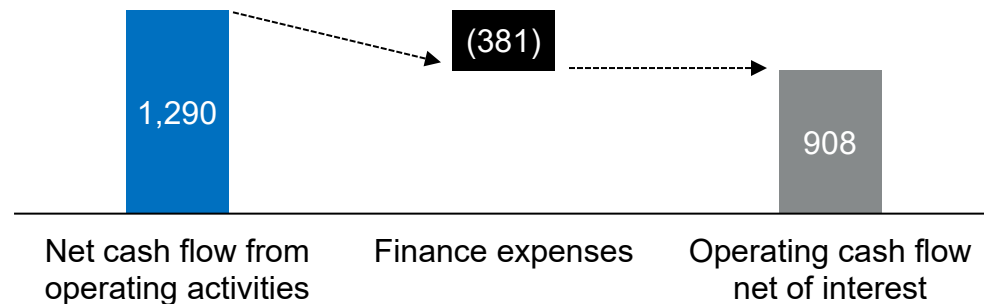 (381)
1,290
908
Net cash flow from
operating activities
Finance expenses
Operating cash flow
net of interest